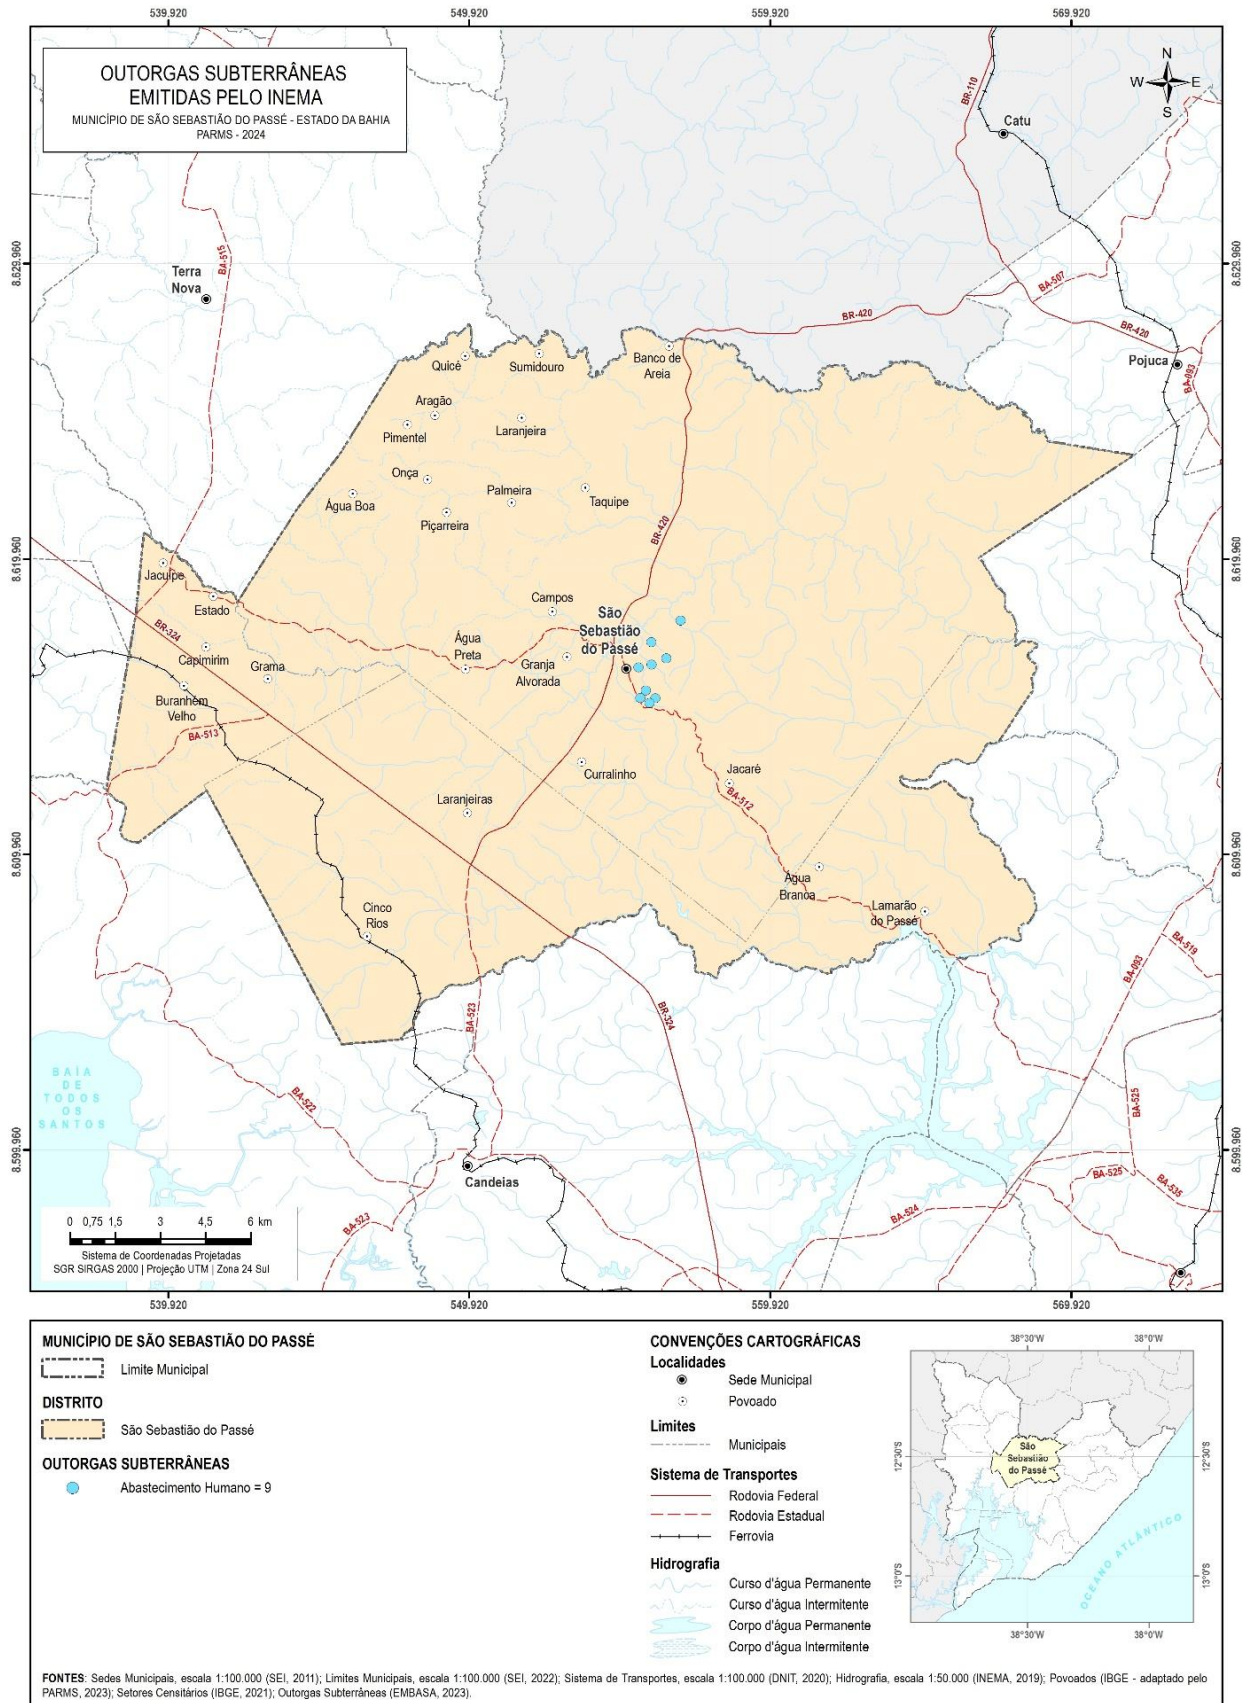 539.920
549.920
559.920
569.920
OUTORGAS SUBTERRÂNEAS
EMITIDAS PELO INEMA
MUNICÍPIO DE SÃO SEBASTIÃO DO PASSÉ - ESTADO DA BAHIA
PARMS - 2024
N
W
E
S
BR-110
Catu
8.629.960
8.629.960
Terra
Nova
BA-515
BA-507
BR-420
BR-420
Pojuca
BA-093
Quicé
Sumidouro
Banco de
Areia
Aragão
Pimentel
Laranjeira
Onça
Água Boa
Palmeira
Taquipe
Piçarreira
BR-420
8.619.960
8.619.960
Jacuípe
Estado
BR-324
Campos
São
Sebastião
do Passé
Capimirim
Grama
Água
Preta
Granja
Alvorada
Buranhém
Velho
BA-513
Curralinho
Jacaré
BA-512
Laranjeiras
8.609.960
8.609.960
Água
Branca
Lamarão
do Passé
Cinco
Rios
BA-519
BA-093
BA-523
BR-324
BAÍA
DE
TODOS
OS
SANTOS
BA-522
BA-525
8.599.960
8.599.960
Candeias
BA-525
BA-535
BA-524
BA-523
0 0,75 1,5 3 4,5 6 km
Sistema de Coordenadas Projetadas
SGR SIRGAS 2000 | Projeção UTM | Zona 24 Sul
539.920
549.920
559.920
569.920
MUNICÍPIO DE SÃO SEBASTIÃO DO PASSÉ
Limite Municipal
DISTRITO
São Sebastião do Passé
OUTORGAS SUBTERRÂNEAS
Abastecimento Humano = 9
CONVENÇÕES CARTOGRÁFICAS
Localidades
Sede Municipal
Povoado
Limites
Municipais
Sistema de Transportes
Rodovia Federal
Rodovia Estadual
Ferrovia
Hidrografia
Curso d'água Permanente
Curso d'água Intermitente
Corpo d'água Permanente
Corpo d'água Intermitente
38°30'W
38°0'W
12°30'S
12°30'S
São
Sebastião
do Passé
OCEANO ATLÂNTICO
13°0'S
13°0'S
38°30'W
38°0'W
FONTES: Sedes Municipais, escala 1:100.000 (SEI, 2011); Limites Municipais, escala 1:100.000 (SEI, 2022); Sistema de Transportes, escala 1:100.000 (DNIT, 2020); Hidrografia, escala 1:50.000 (INEMA, 2019); Povoados (IBGE - adaptado pelo
PARMS, 2023); Setores Censitários (IBGE, 2021); Outorgas Subterrâneas (EMBASA, 2023).